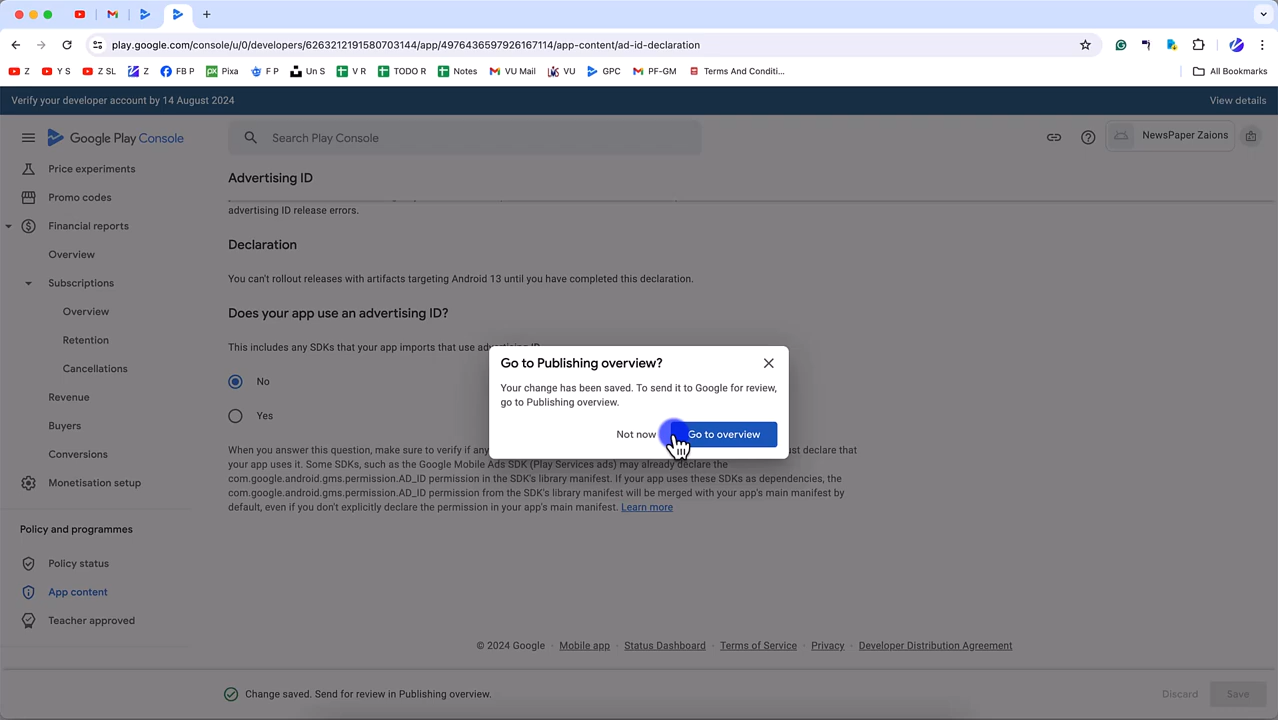 play.google.com/console/u/0/developers/6263212191580703144/app/4976436597926167114/app-content/ad-id-declaration
Z
Y S
Z SL
Z
FB P
Pixa
F P
Un S
V R
TODO R
Notes
VU Mail
VU
GPC
PF-GM
Terms And Conditi...
All Bookmarks
Verify your developer account by 14 August 2024
View details
Google Play Console
Search Play Console
NewsPaper Zaions
Price experiments
Promo codes
Financial reports
Overview
Subscriptions
Overview
Retention
Cancellations
Revenue
Buyers
Conversions
Monetisation setup
Policy and programmes
Policy status
App content
Teacher approved
Advertising ID
advertising ID release errors.
Declaration
You can't rollout releases with artifacts targeting Android 13 until you have completed this declaration.
Does your app use an advertising ID?
This includes any SDKs that your app imports that use advertising ID
No
Yes
Go to Publishing overview?
Your change has been saved. To send it to Google for review,
go to Publishing overview.
Not now
Go to overview
When you answer this question, make sure to verify if any ust declare that
your app uses it. Some SDKs, such as the Google Mobile Ads SDK (Play Services ads) may already declare the
com.google.android.gms.permission.AD_ID permission in the SDK's library manifest. If your app uses these SDKs as dependencies, the
com.google.android.gms.permission.AD_ID permission from the SDK's library manifest will be merged with your app's main manifest by
default, even if you don't explicitly declare the permission in your app's main manifest. Learn more
© 2024 Google · Mobile app · Status Dashboard · Terms of Service · Privacy · Developer Distribution Agreement
Change saved. Send for review in Publishing overview.
Discard
Save